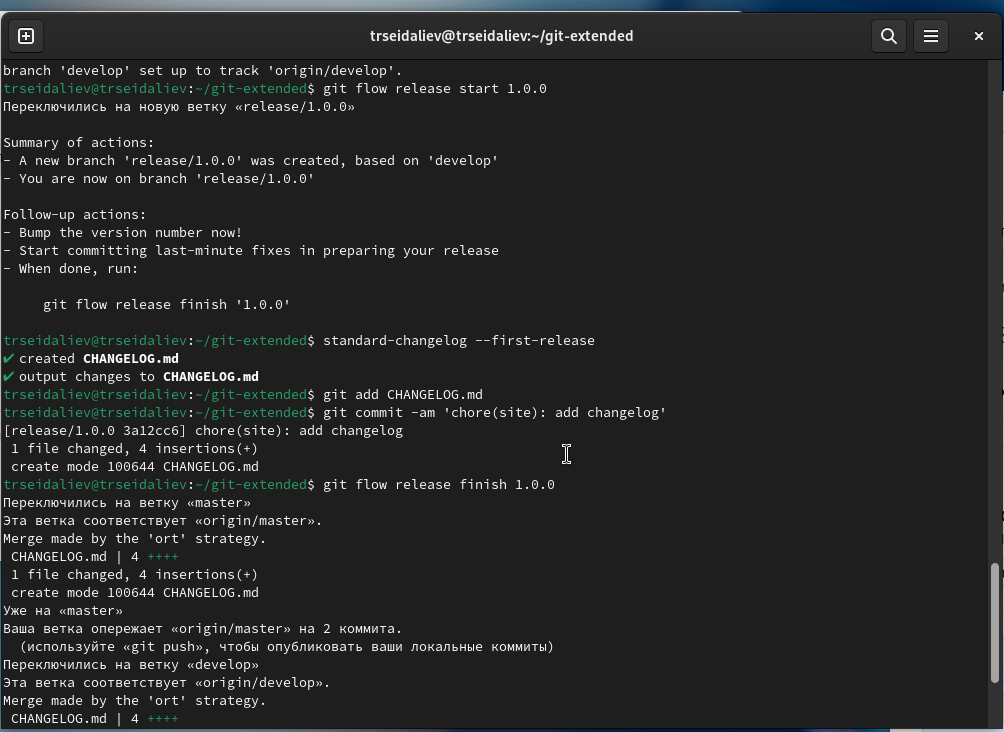 trseidaliev@trseidaliev:~/git-extended
branch 'develop' set up to track 'origin/develop'.
trseidaliev@trseidaliev:~/git-extended$ git flow release start 1.0.0
Переключились на новую ветку «release/1.0.0»
Summary of actions:
- A new branch 'release/1.0.0' was created, based on 'develop'
- You are now on branch 'release/1.0.0'
Follow-up actions:
- Bump the version number now!
- Start committing last-minute fixes in preparing your release
- When done, run:
git flow release finish '1.0.0'
trseidaliev@trseidaliev:~/git-extended$ standard-changelog --first-release
✔ created CHANGELOG.md
✔ output changes to CHANGELOG.md
trseidaliev@trseidaliev:~/git-extended$ git add CHANGELOG.md
trseidaliev@trseidaliev:~/git-extended$ git commit -am 'chore(site): add changelog'
[release/1.0.0 3a12cc6] chore(site): add changelog
1 file changed, 4 insertions(+)
create mode 100644 CHANGELOG.md
trseidaliev@trseidaliev:~/git-extended$ git flow release finish 1.0.0
Переключились на ветку «master»
Эта ветка соответствует «origin/master».
Merge made by the 'ort' strategy.
CHANGELOG.md | 4 ++++
1 file changed, 4 insertions(+)
create mode 100644 CHANGELOG.md
Уже на «master»
Ваша ветка опережает «origin/master» на 2 коммита.
(используйте «git push», чтобы опубликовать ваши локальные коммиты)
Переключились на ветку «develop»
Эта ветка соответствует «origin/develop».
Merge made by the 'ort' strategy.
CHANGELOG.md | 4 ++++